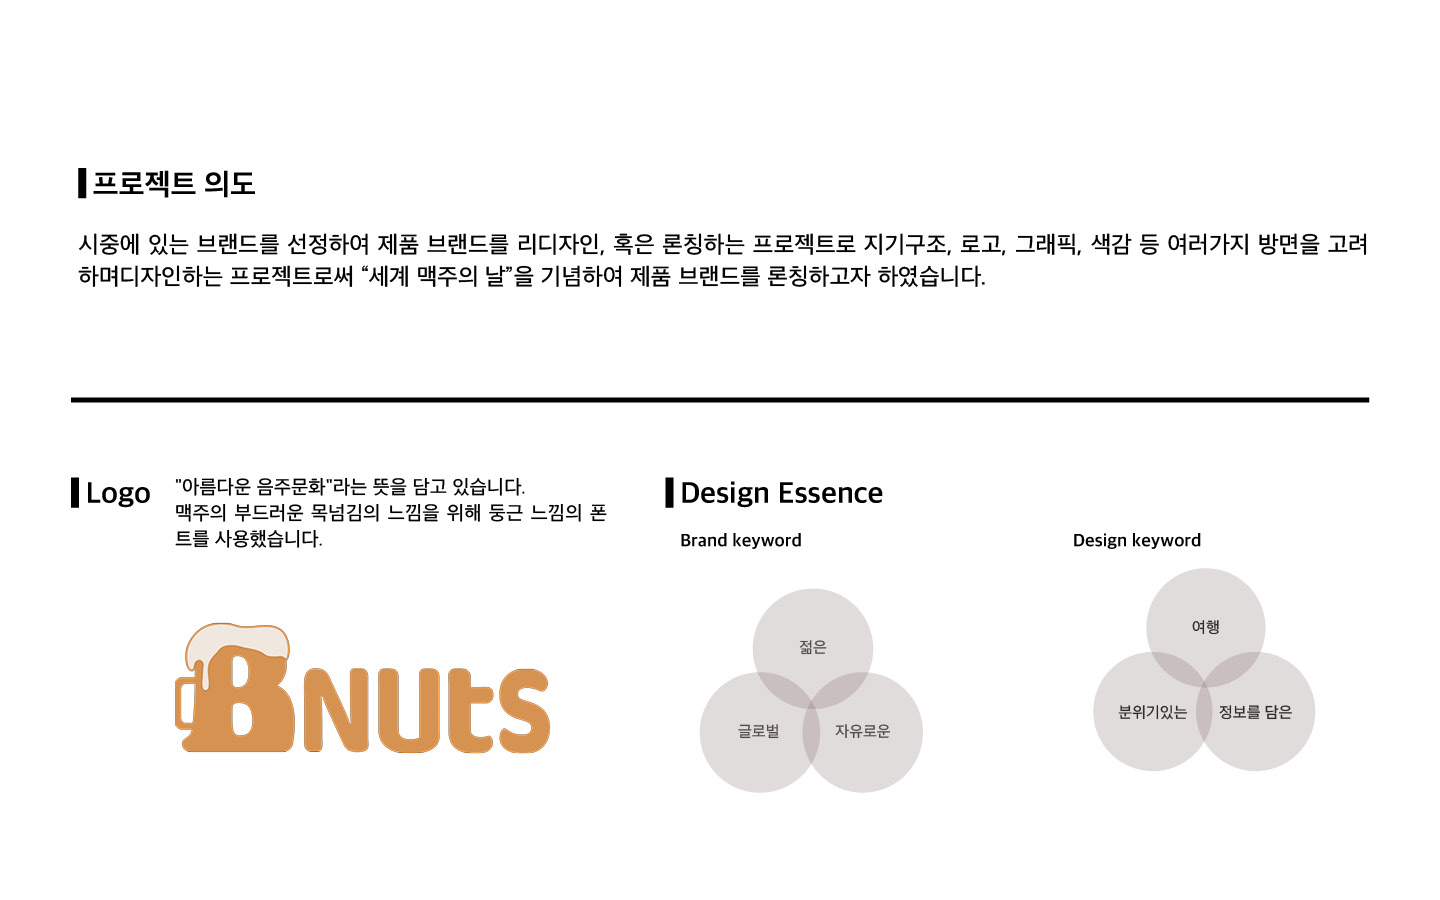 프로젝트 의도
시중에 있는 브랜드를 선정하여 제품 브랜드를 리디자인, 혹은 론칭하는 프로젝트로 지기구조, 로고, 그래픽, 색감 등 여러가지 방면을 고려
하며디자인하는 프로젝트로써 “세계 맥주의 날”을 기념하여 제품 브랜드를 론칭하고자 하였습니다.
Logo
"아름다운 음주문화"라는 뜻을 담고 있습니다.
맥주의 부드러운 목넘김의 느낌을 위해 둥근 느낌의 폰
트를 사용했습니다.
BNUtS
Design Essence
Brand keyword
젊은
글로벌
자유로운
Design keyword
여행
분위기있는
정보를 담은